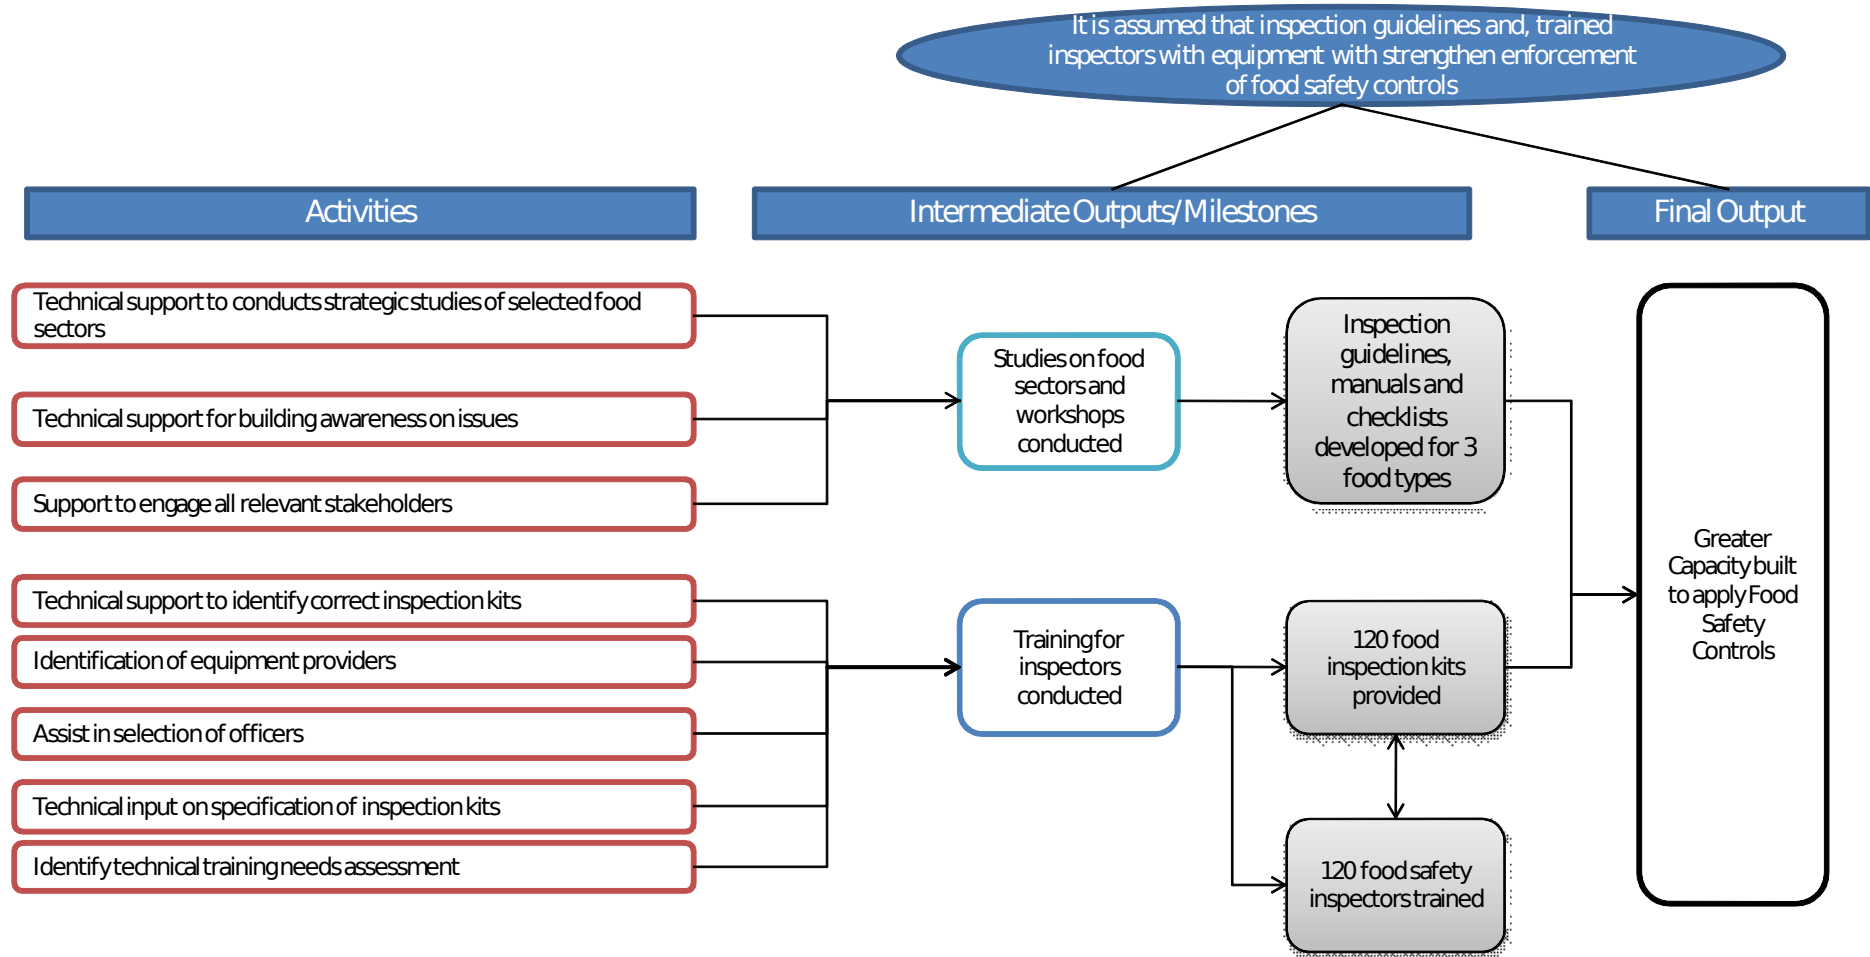 It is assumed that inspection guidelines and, trained
inspectors with equipment with strengthen enforcement
of food safety controls
Activities
Intermediate Outputs/Milestones
Final Output
Technical support to conducts strategic studies of selected food
sectors
Technical support for building awareness on issues
Support to engage all relevant stakeholders
Studies on food
sectors and
workshops
conducted
Inspection
guidelines,
manuals and
checklists
developed for 3
food types
Technical support to identify correct inspection kits
Identification of equipment providers
Assist in selection of officers
Technical input on specification of inspection kits
Identify technical training needs assessment
Training for
inspectors
conducted
120 food
inspection kits
provided
120 food safety
inspectors trained
Greater
Capacity built
to apply Food
Safety
Controls